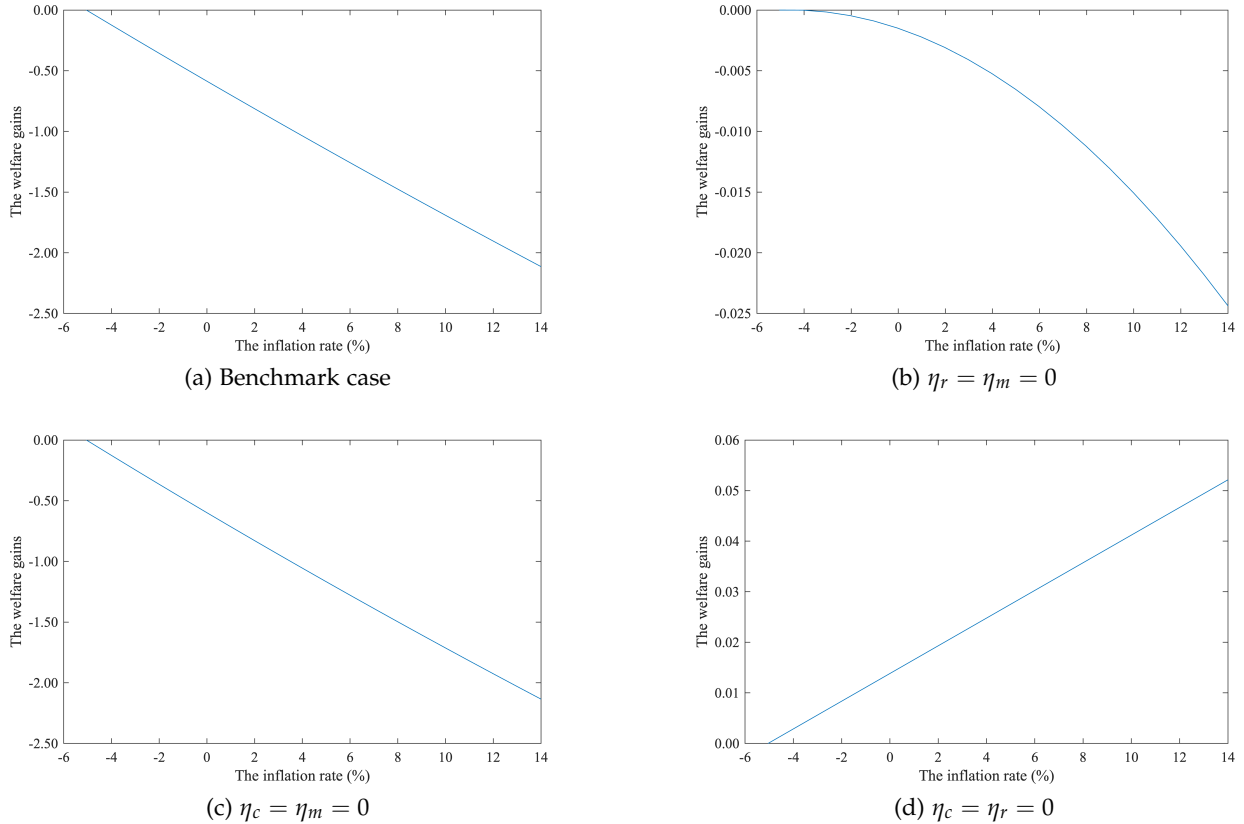 0.00
-0.50
-1.00
-1.50
-2.00
-2.50
The welfare gains
-6 -4 -2 0 2 4 6 8 10 12 14
The inflation rate (%)
(a) Benchmark case
0.000
-0.005
-0.010
-0.015
-0.020
-0.025
The welfare gains
-6 -4 -2 0 2 4 6 8 10 12 14
The inflation rate (%)
(b) ηr = ηm = 0
0.00
-0.50
-1.00
-1.50
-2.00
-2.50
The welfare gains
-6 -4 -2 0 2 4 6 8 10 12 14
The inflation rate (%)
(c) ηc = ηm = 0
0.06
0.05
0.04
0.03
0.02
0.01
0.00
The welfare gains
-6 -4 -2 0 2 4 6 8 10 12 14
The inflation rate (%)
(d) ηc = ηr = 0